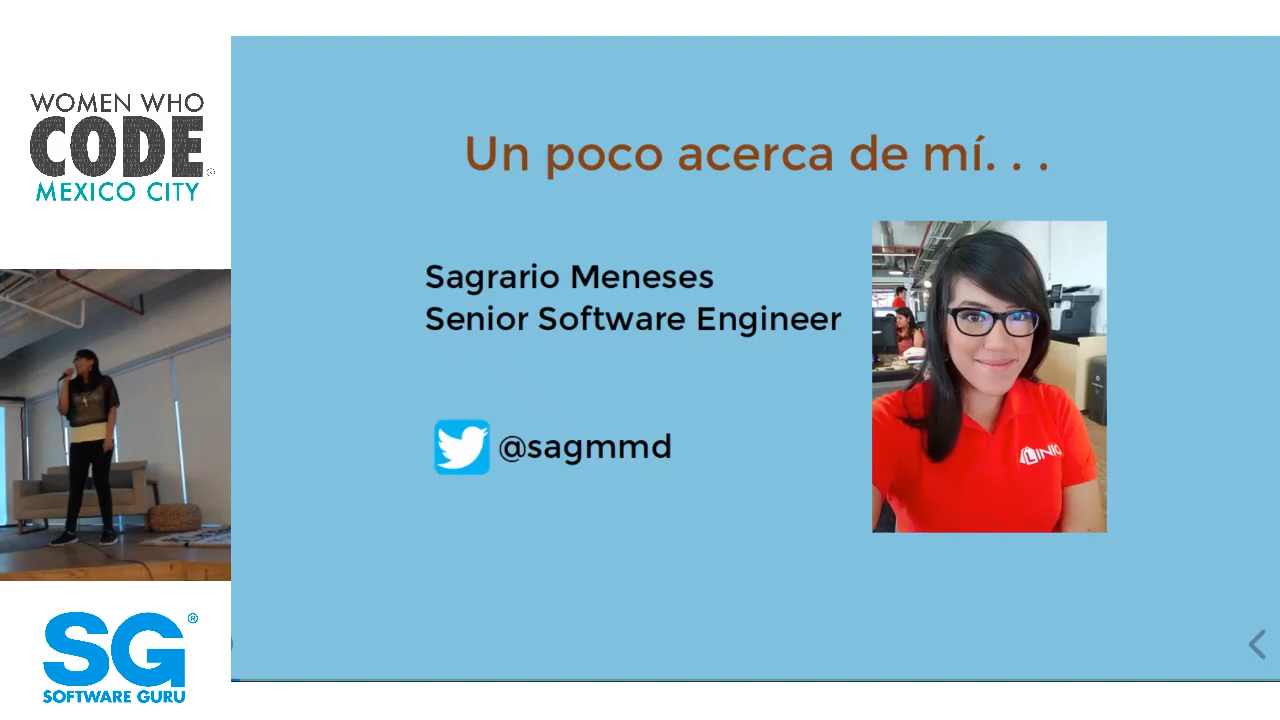 WOMEN WHO
CODE
MEXICO CITY
Un poco acerca de mí. . .
Sagrario Meneses
Senior Software Engineer
@sagmmd
LINIO
SG®
SOFTWARE GURU